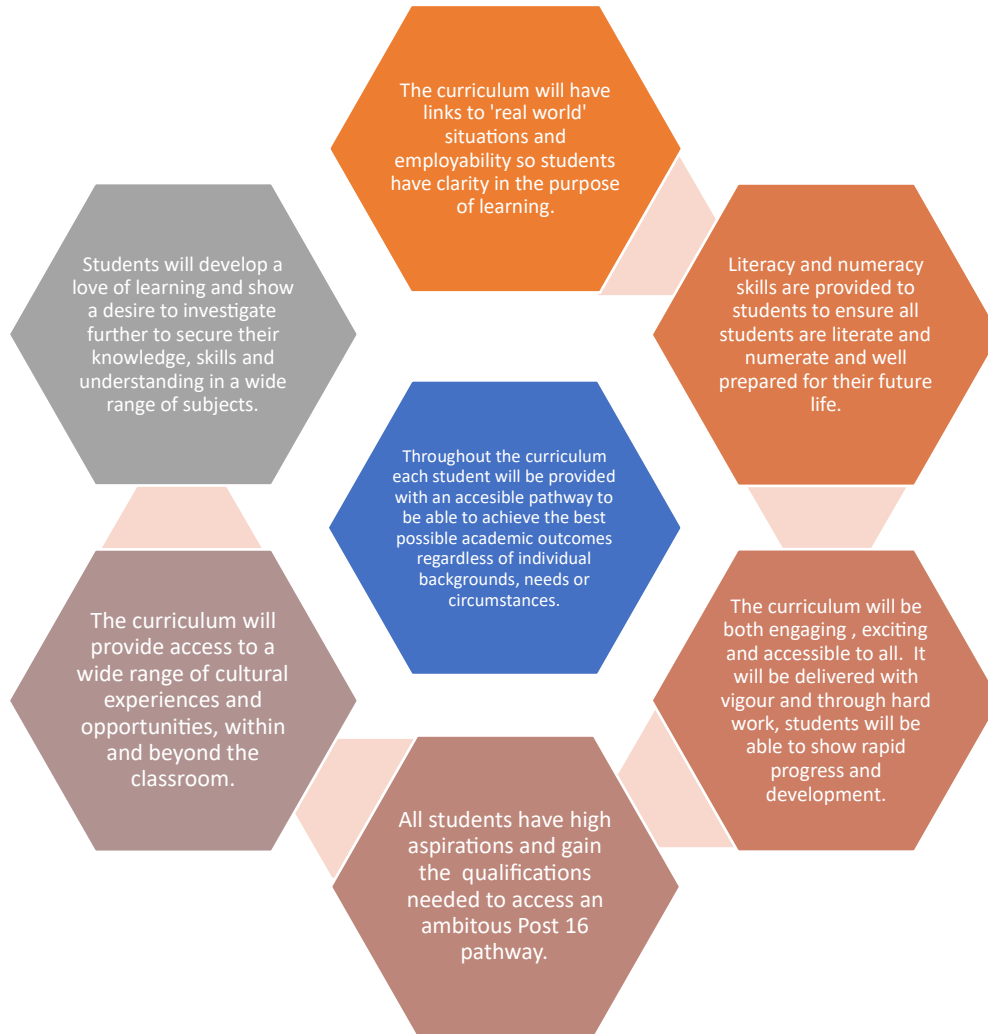 The curriculum will have
links to 'real world'
situations and
employability so students
have clarity in the purpose
of learning.
Literacy and numeracy
skills are provided to
students to ensure all
students are literate and
numerate and well
prepared for their future
life.
The curriculum will be
both engaging , exciting
and accessible to all.  It
will be delivered with
vigour and through hard
work, students will be
able to show rapid
progress and
development.
All students have high
aspirations and gain
the  qualifications
needed to access an
ambitous Post 16
pathway.
The curriculum will
provide access to a
wide range of cultural
experiences and
opportunities, within
and beyond the
classroom.
Students will develop a
love of learning and show
a desire to investigate
further to secure their
knowledge, skills and
understanding in a wide
range of subjects.
Throughout the curriculum
each student will be provided
with an accesible pathway to
be able to achieve the best
possible academic outcomes
regardless of individual
backgrounds, needs or
circumstances.